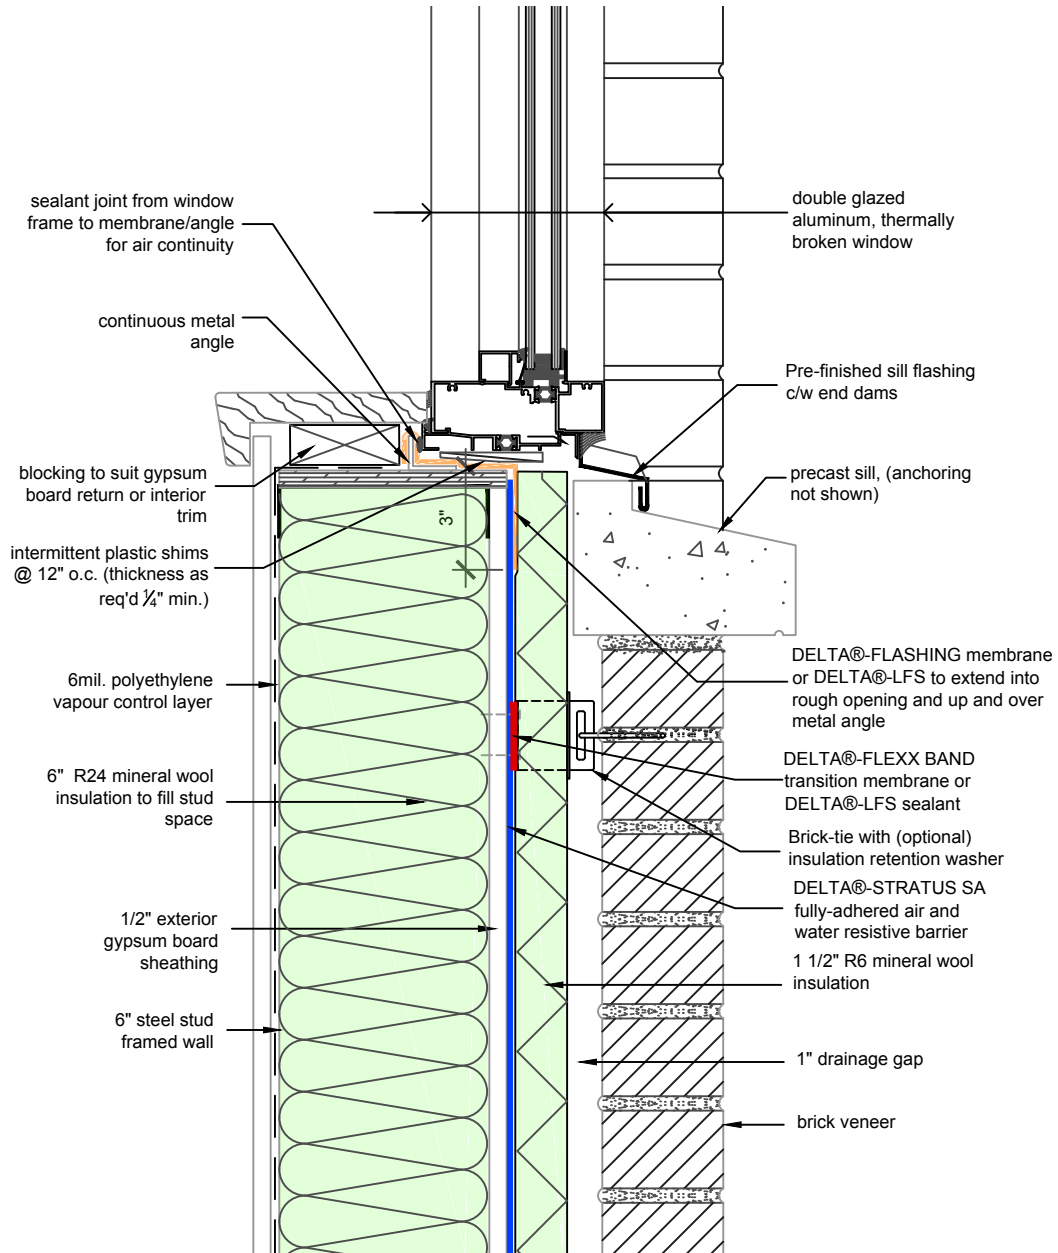 sealant joint from window
frame to membrane/angle
for air continuity
continuous metal
angle
blocking to suit gypsum
board return or interior
trim
intermittent plastic shims
@ 12" o.c. (thickness as
req'd ¼" min.)
6mil. polyethylene
vapour control layer
6" R24 mineral wool
insulation to fill stud
space
1/2" exterior
gypsum board
sheathing
6" steel stud
framed wall
3"
double glazed
aluminum, thermally
broken window
Pre-finished sill flashing
c/w end dams
precast sill, (anchoring
not shown)
DELTA®-FLASHING membrane
or DELTA®-LFS to extend into
rough opening and up and over
metal angle
DELTA®-FLEXX BAND
transition membrane or
DELTA®-LFS sealant
Brick-tie with (optional)
insulation retention washer
DELTA®-STRATUS SA
fully-adhered air and
water resistive barrier
1 1/2" R6 mineral wool
insulation
1" drainage gap
brick veneer